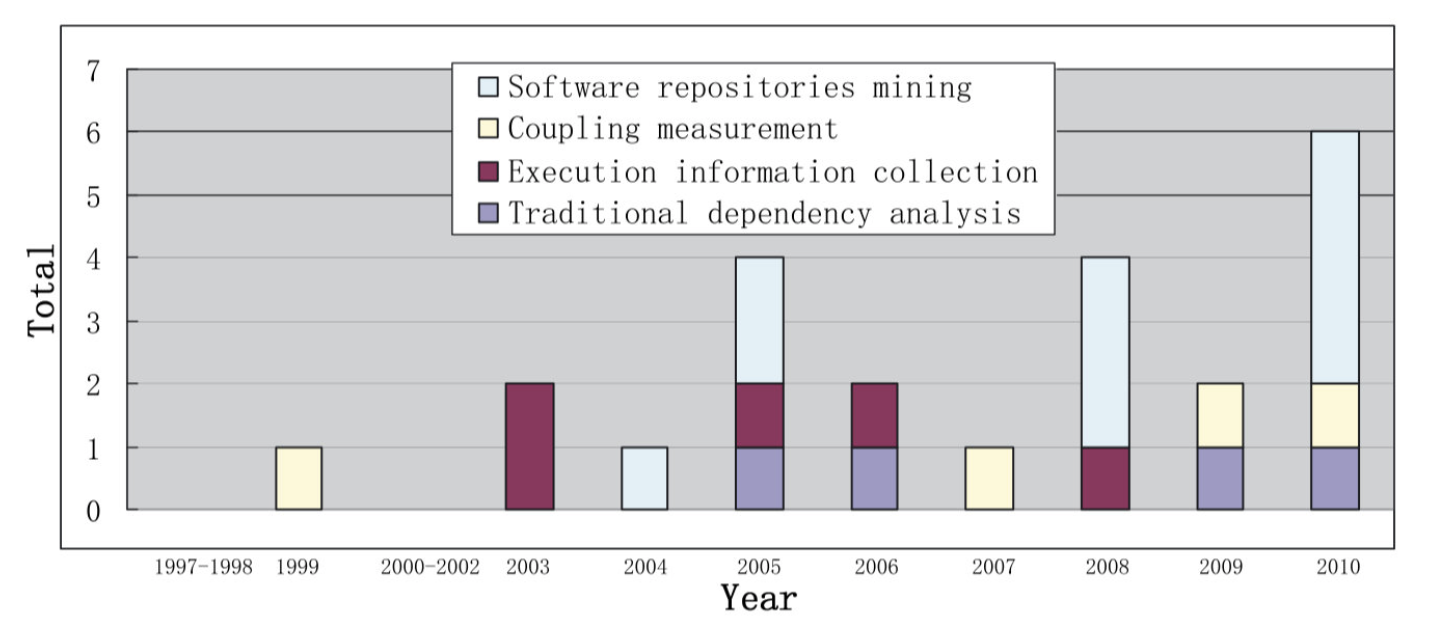 7
Software repositories mining
6
Coupling measurement
Execution information collection
5
Traditional dependency analysis
4
Total
3
2
1
0
1997-1998 1999 2000-2002 2003 2004 2005 2006 2007 2008 2009 2010
Year